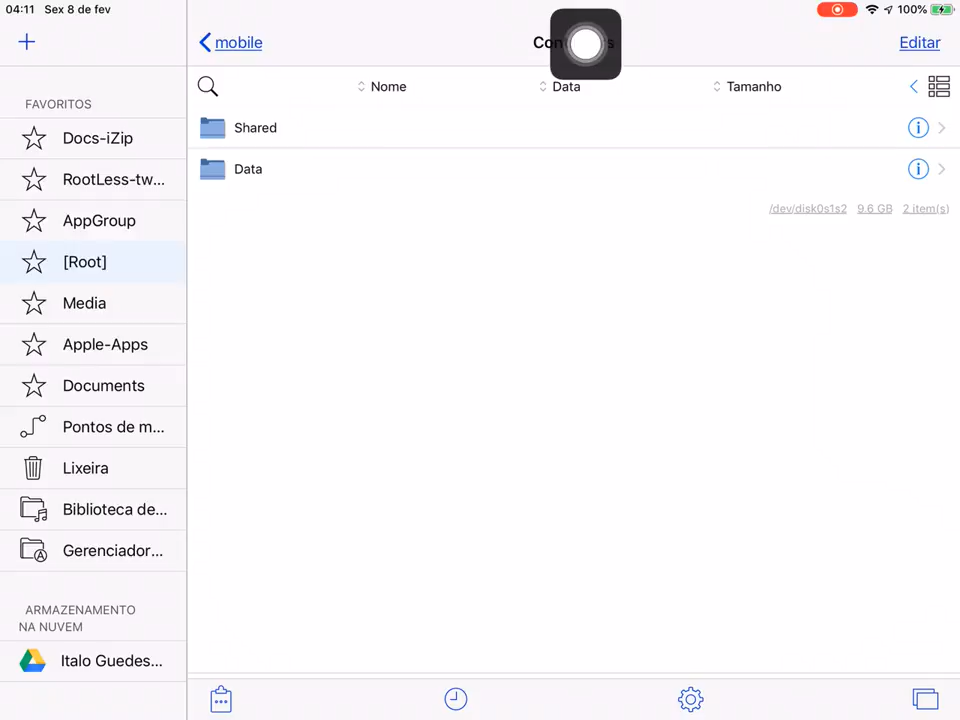 04:11 Sex 8 de fev
100%
mobile
Editar
Nome
Data
Tamanho
Shared
Data
/dev/disk0s1s2 9.6 GB 2 item(s)
FAVORITOS
Docs-iZip
RootLess-tw...
AppGroup
[Root]
Media
Apple-Apps
Documents
Pontos de m...
Lixeira
Biblioteca de...
Gerenciador...
ARMAZENAMENTO
NA NUVEM
Italo Guedes...